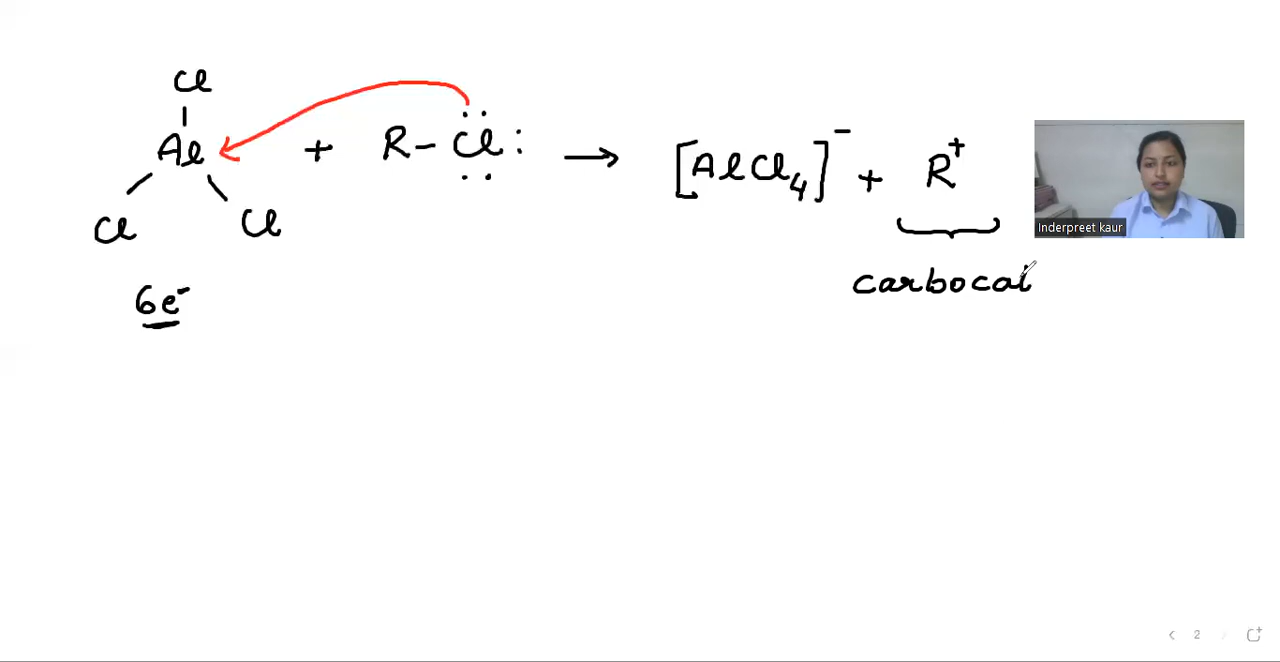 Cl
Al + R-Cl: → [AlCl4]⁻ + R⁺
Cl Cl
6e⁻
carbocat
Inderpreet kaur
2